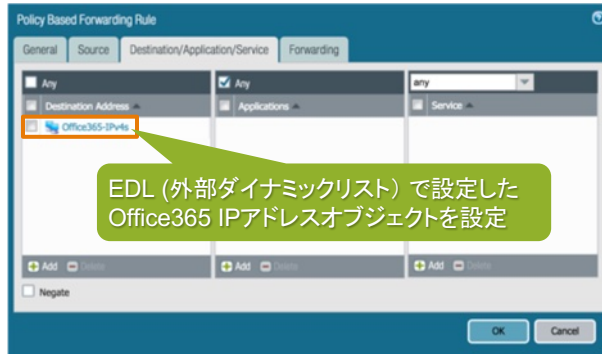 Policy Based Forwarding Rule
General Source Destination/Application/Service Forwarding
Any Any any
Destination Address Applications Service
Office365-IPv4s
EDL (外部ダイナミックリスト) で設定した
Office365 IPアドレスオブジェクトを設定
Add Delete Add Delete Add Delete
Negate
OK Cancel